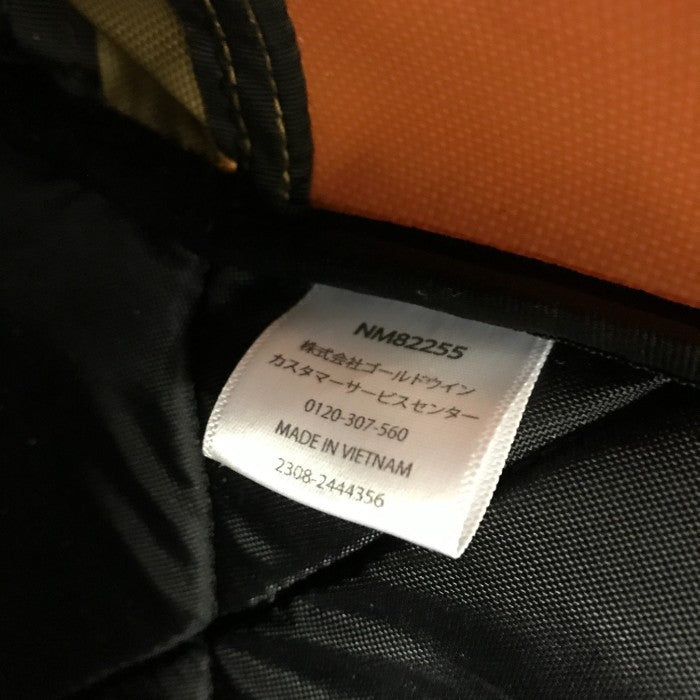 NM82255
株式会社ゴールドウイン
カスタマーサービスセンター
0120-307-560
MADE IN VIETNAM
2308-2444356